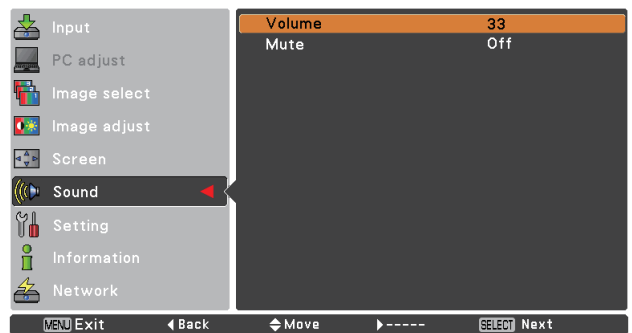 Input
PC adjust
Image select
Image adjust
Screen
Sound
Setting
Information
Network
Volume 33
Mute Off
MENU Exit Back Move ----- SELECT Next